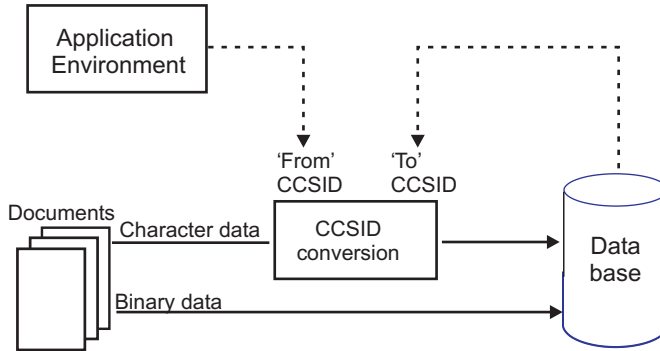 Application
Environment
‘From’
CCSID
‘To’
CCSID
Documents
Character data
CCSID
conversion
Data
base
Binary data